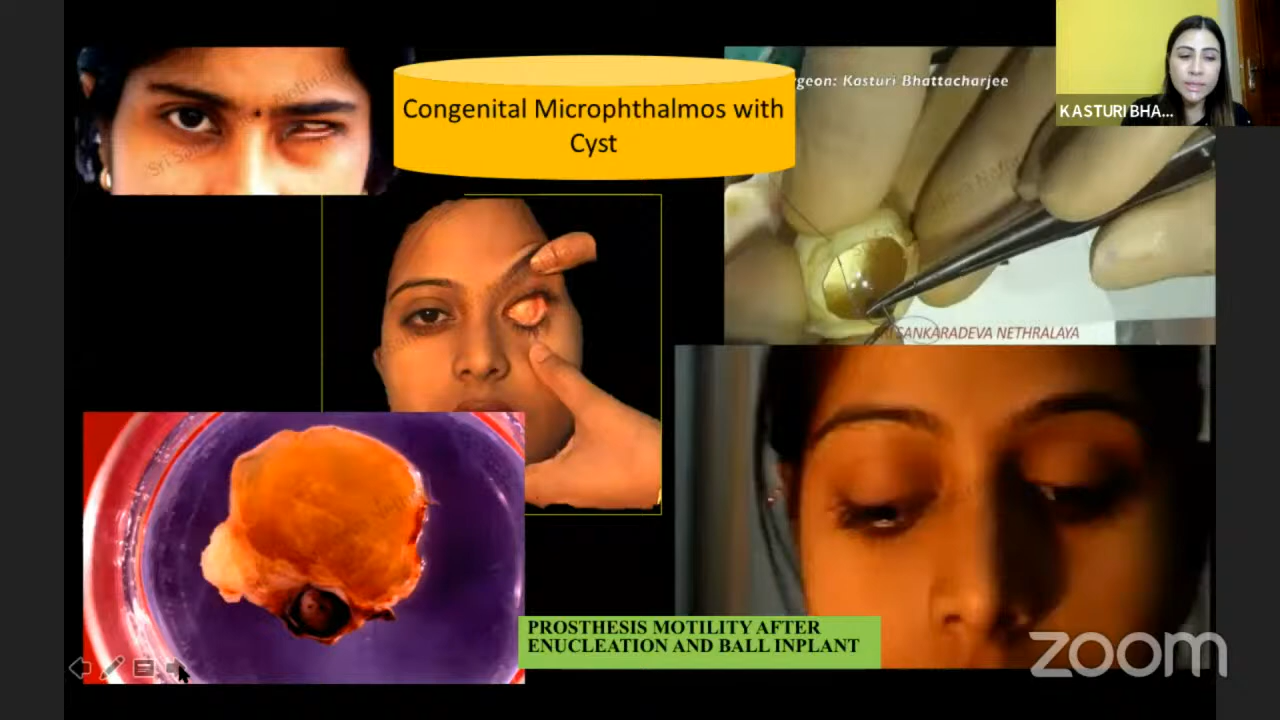 Congenital Microphthalmos with
Cyst
geon: Kasturi Bhattacharjee
KASTURI BHA...
SANKARADEVA NETHRALAYA
PROSTHESIS MOTILITY AFTER
ENUCLEATION AND BALL INPLANT
zoom